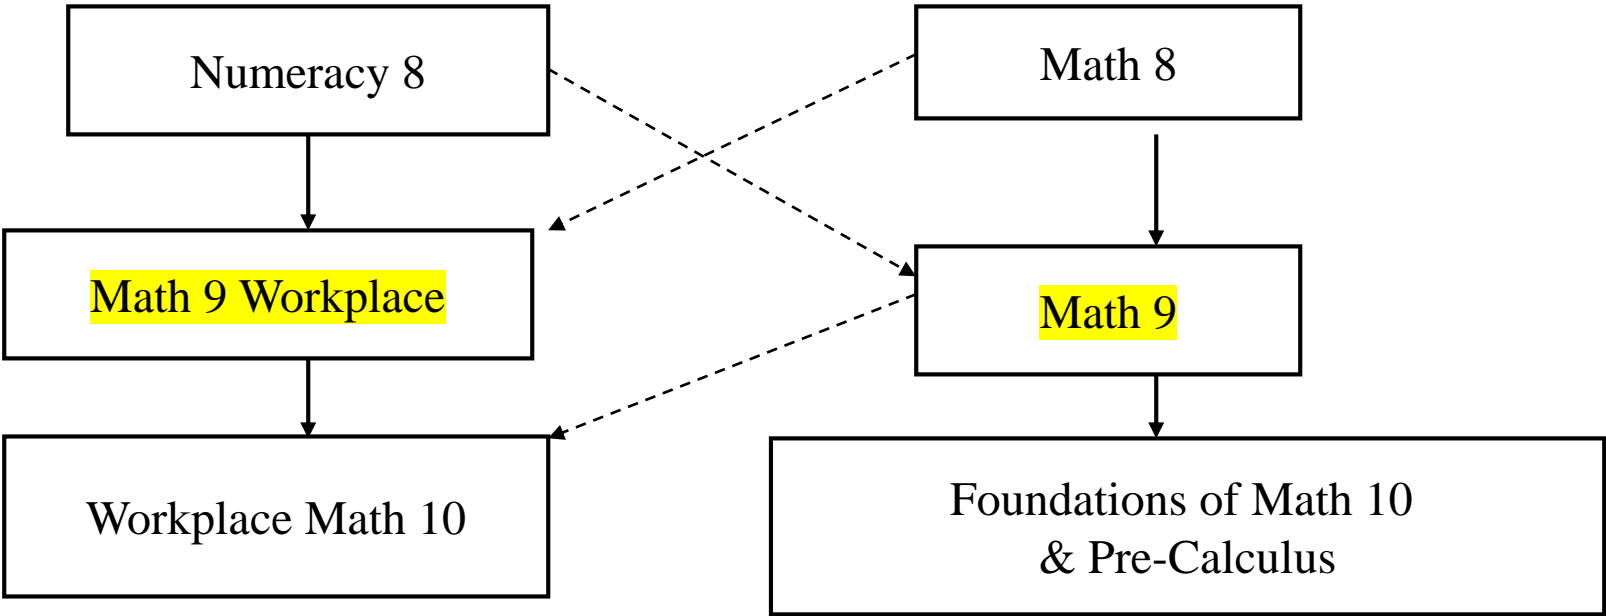 Numeracy 8
Math 8
Math 9 Workplace
Math 9
Workplace Math 10
Foundations of Math 10
& Pre-Calculus